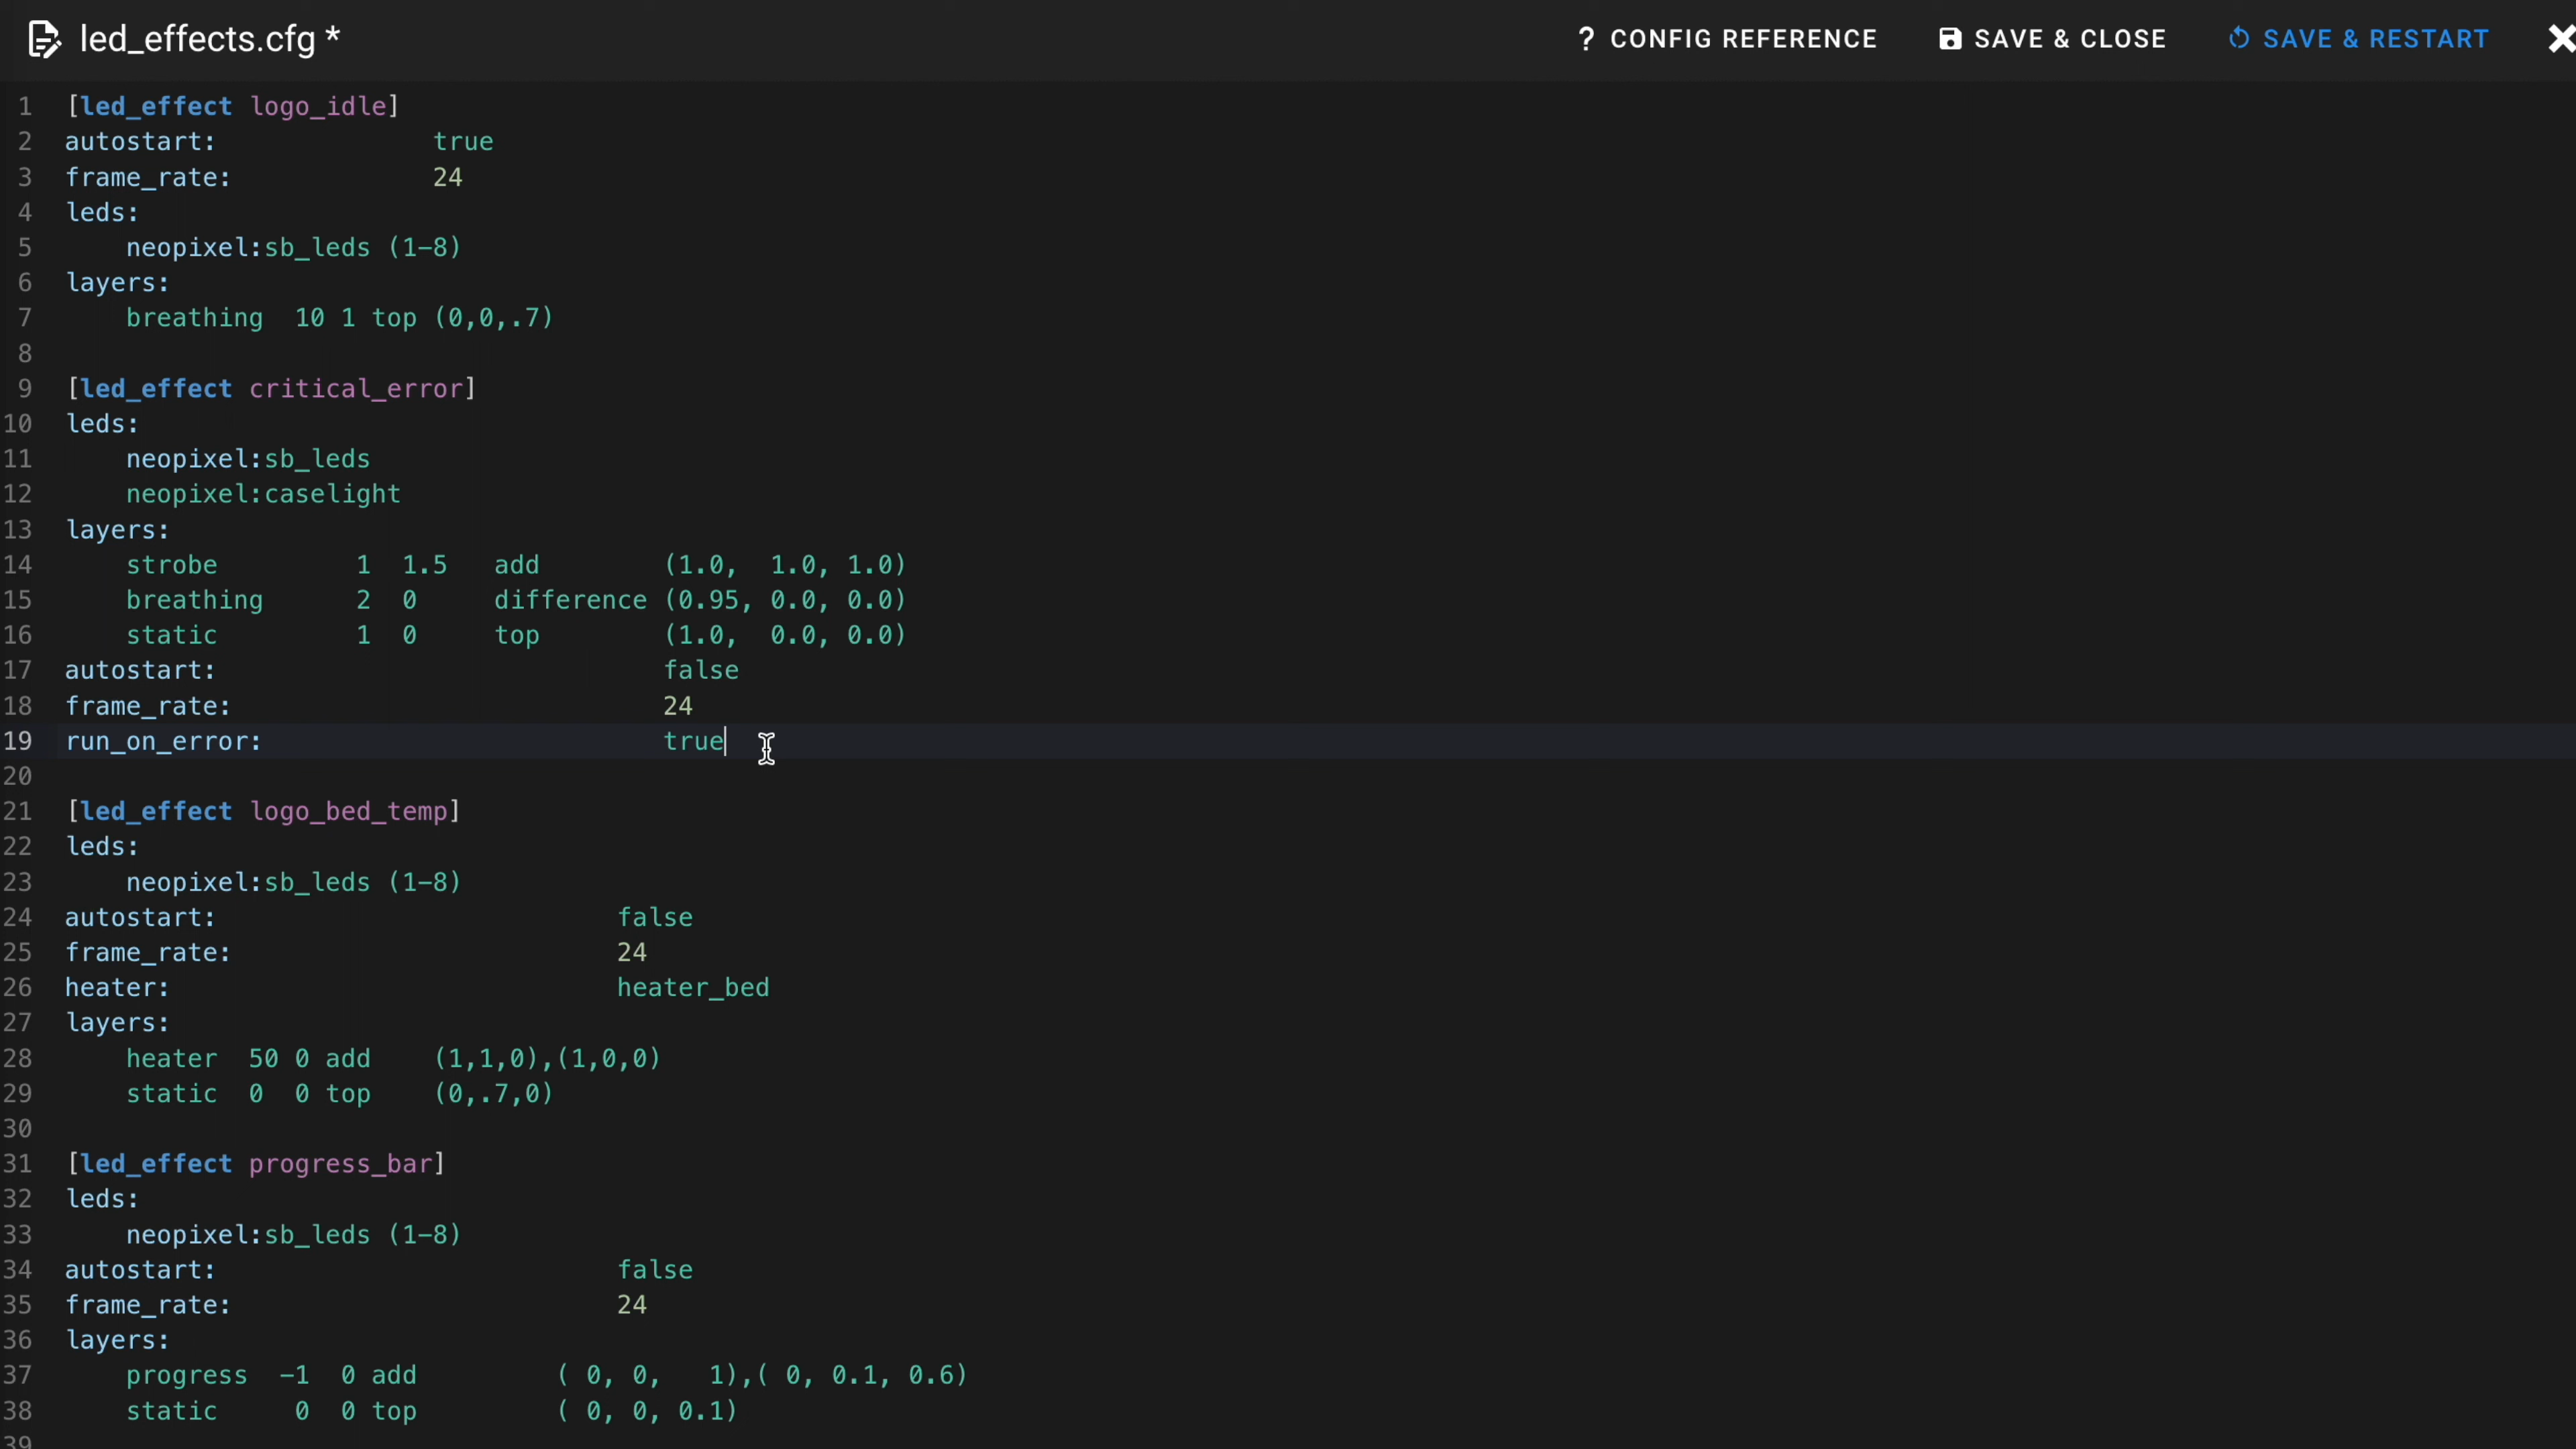 led_effects.cfg *
? CONFIG REFERENCE
SAVE & CLOSE
SAVE & RESTART
1 [led_effect logo_idle]
2 autostart: true
3 frame_rate: 24
4 leds:
5 neopixel:sb_leds (1-8)
6 layers:
7 breathing 10 1 top (0,0,.7)
8
9 [led_effect critical_error]
10 leds:
11 neopixel:sb_leds
12 neopixel:caselight
13 layers:
14 strobe 1 1.5 add (1.0, 1.0, 1.0)
15 breathing 2 0 difference (0.95, 0.0, 0.0)
16 static 1 0 top (1.0, 0.0, 0.0)
17 autostart: false
18 frame_rate: 24
19 run_on_error: true
20
21 [led_effect logo_bed_temp]
22 leds:
23 neopixel:sb_leds (1-8)
24 autostart: false
25 frame_rate: 24
26 heater: heater_bed
27 layers:
28 heater 50 0 add (1,1,0),(1,0,0)
29 static 0 0 top (0,.7,0)
30
31 [led_effect progress_bar]
32 leds:
33 neopixel:sb_leds (1-8)
34 autostart: false
35 frame_rate: 24
36 layers:
37 progress -1 0 add ( 0, 0, 1),( 0, 0.1, 0.6)
38 static 0 0 top ( 0, 0, 0.1)
39